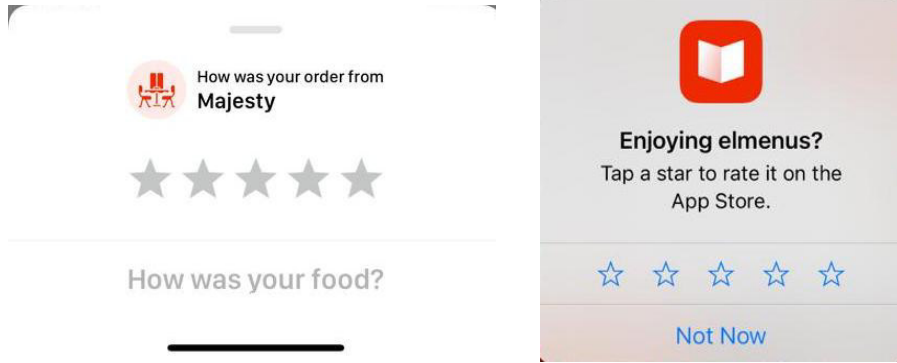 How was your order from
Majesty
How was your food?
Enjoying elmenus?
Tap a star to rate it on the
App Store.
Not Now